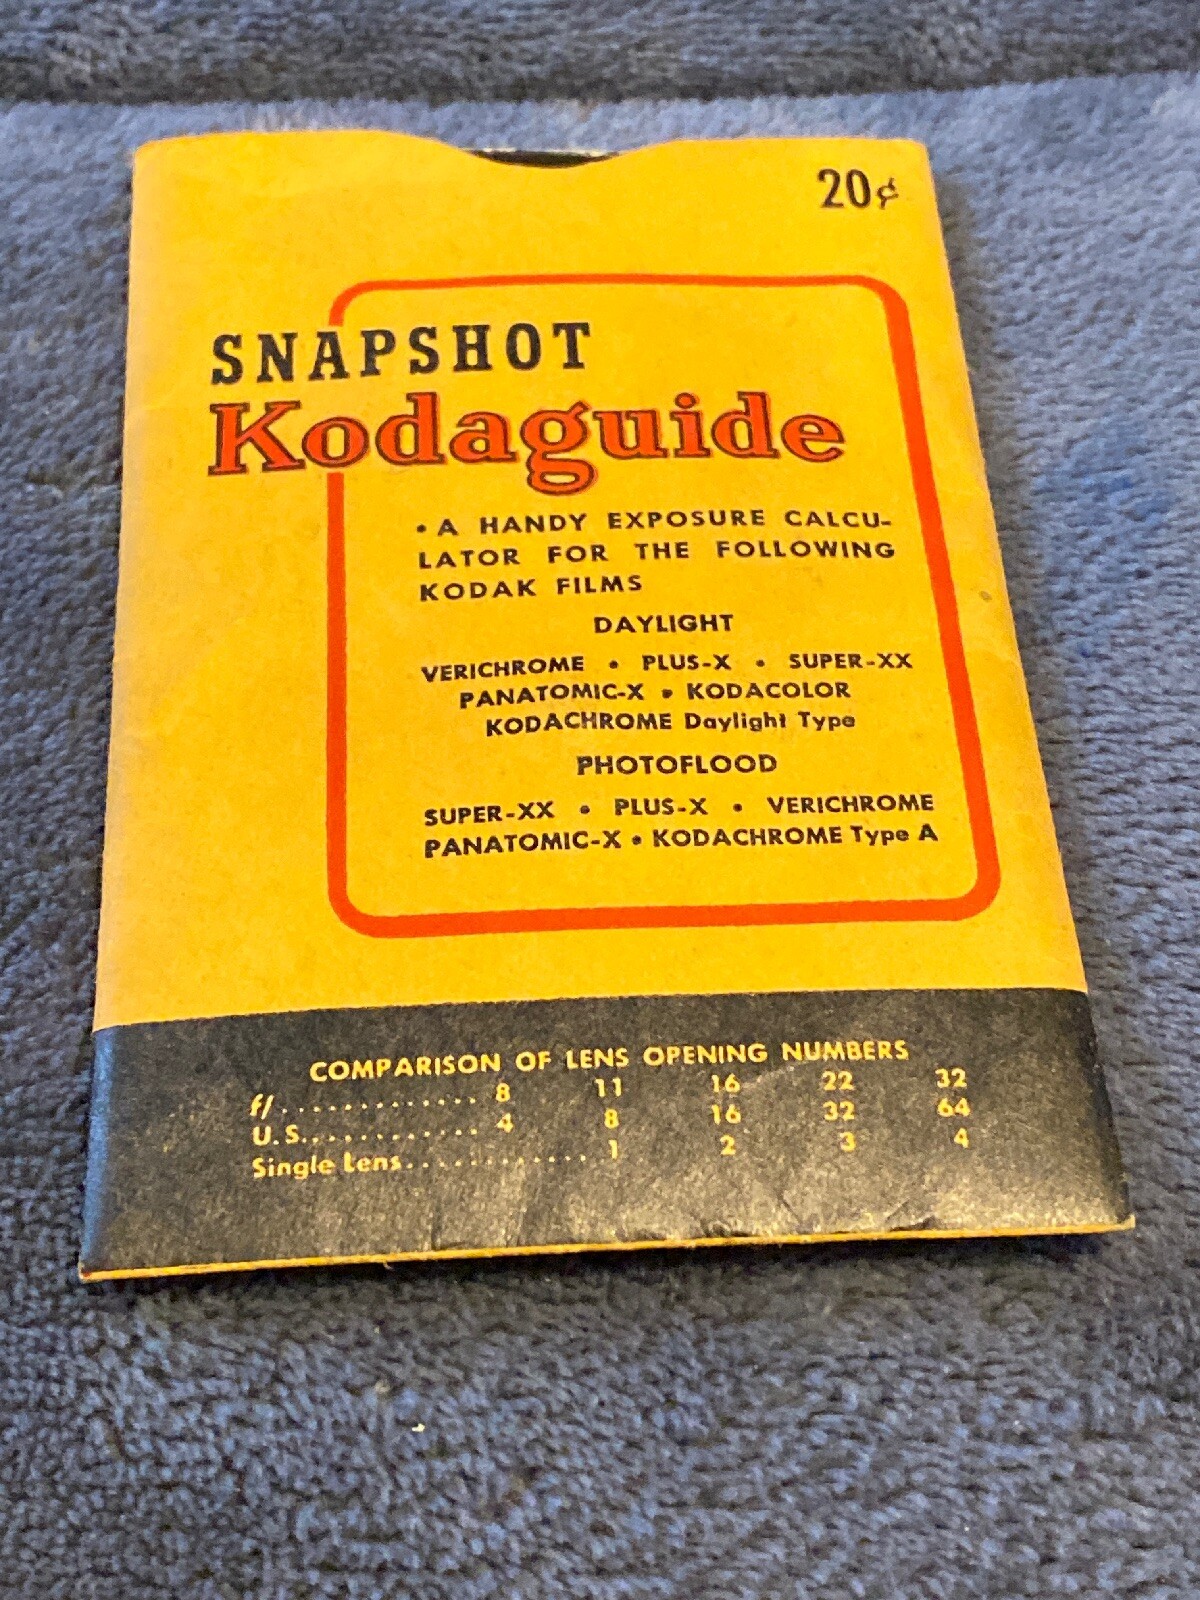 20¢
SNAPSHOT
Kodaguide
• A HANDY EXPOSURE CALCU-
LATOR FOR THE FOLLOWING
KODAK FILMS
DAYLIGHT
VERICHROME • PLUS-X • SUPER-XX
PANATOMIC-X • KODACOLOR
KODACHROME Daylight Type
PHOTOFLOOD
SUPER-XX • PLUS-X • VERICHROME
PANATOMIC-X • KODACHROME Type A
COMPARISON OF LENS OPENING NUMBERS
f/.............. 8 11 16 22 32
U.S............. 4 8 16 32 64
Single Lens............. 1 2 3 4